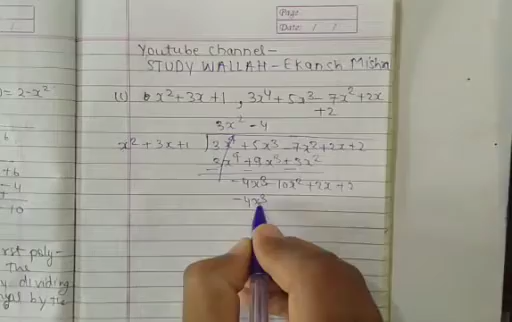 Page
Date: / /
Youtube channel-
STUDY WALLAH - Ekansh Mishra
(ii) x²+3x+1, 3x⁴+5x³-7x²+2x
+2
3x²-4
x²+3x+1 3x⁴+5x³-7x²+2x+2
3x⁴+9x³+3x²
-4x³-10x²+2x+2
-4x³
)= 2-x²
+6
-4
-10
rst poly-
The
y dividing
by the